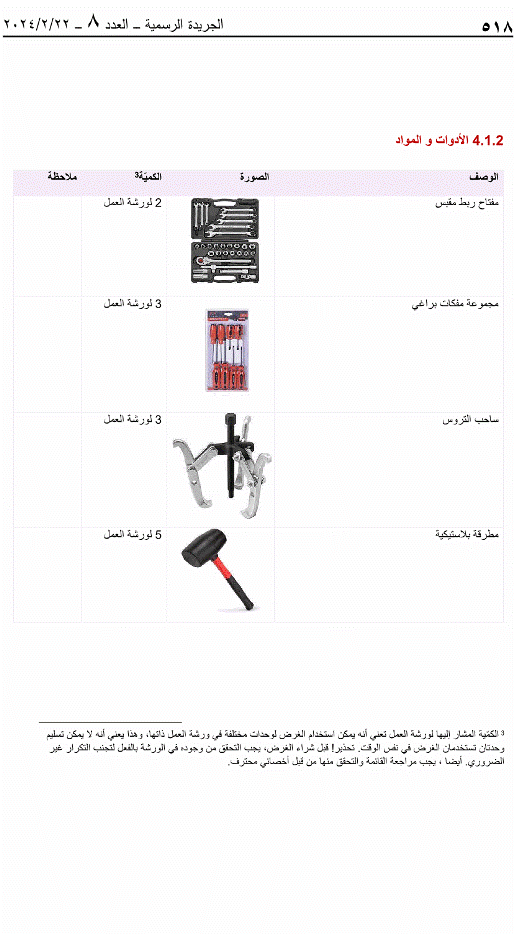 ٥١٨
الجريدة الرسمية ـ العدد ٨ ـ ٢٠٢٤/٢/٢٢
4.1.2 الأدوات و المواد
الوصف الصورة الكميّة³ ملاحظة
مفتاح ربط مقبس 2 لورشة العمل
مجموعة مفكات براغي 3 لورشة العمل
ساحب التروس 3 لورشة العمل
مطرقة بلاستيكية 5 لورشة العمل
³ الكميّة المشار إليها لورشة العمل تعني أنه يمكن استخدام الغرض لوحدات مختلفة في ورشة العمل ذاتها، وهذا يعني أنه لا يمكن تسليم
وحدتان تستخدمان الغرض في نفس الوقت. تحذير! قبل شراء الغرض، يجب التحقق من وجوده في الورشة بالفعل لتجنب التكرار غير
الضروري. أيضا ، يجب مراجعة القائمة والتحقق منها من قبل أخصائي محترف.